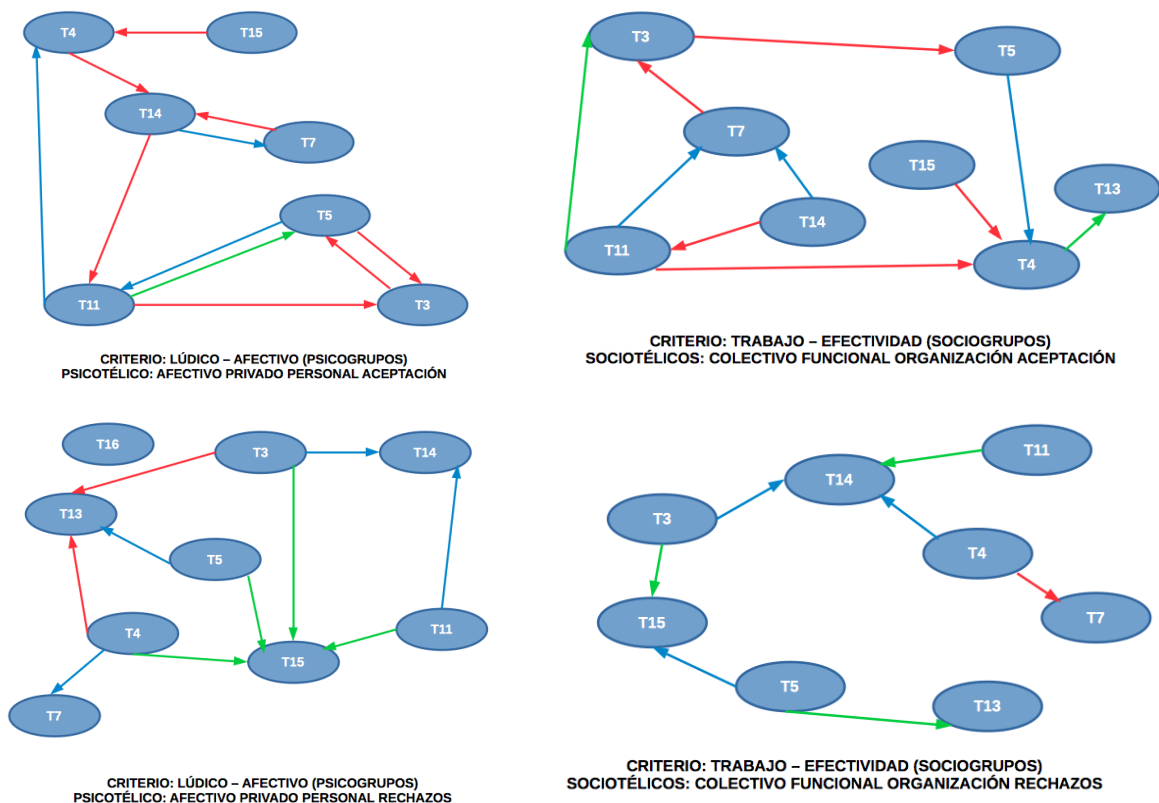 T4
T15
T14
T7
T5
T11
T3
CRITERIO: LÚDICO – AFECTIVO (PSICOGRUPOS)
PSICOTÉLICO: AFECTIVO PRIVADO PERSONAL ACEPTACIÓN
T3
T5
T7
T15
T13
T14
T11
T4
CRITERIO: TRABAJO – EFECTIVIDAD (SOCIOGRUPOS)
SOCIOTÉLICOS: COLECTIVO FUNCIONAL ORGANIZACIÓN ACEPTACIÓN
T16
T3
T14
T13
T5
T4
T11
T15
T7
CRITERIO: LÚDICO – AFECTIVO (PSICOGRUPOS)
PSICOTÉLICO: AFECTIVO PRIVADO PERSONAL RECHAZOS
T11
T14
T3
T4
T15
T7
T5
T13
CRITERIO: TRABAJO – EFECTIVIDAD (SOCIOGRUPOS)
SOCIOTÉLICOS: COLECTIVO FUNCIONAL ORGANIZACIÓN RECHAZOS